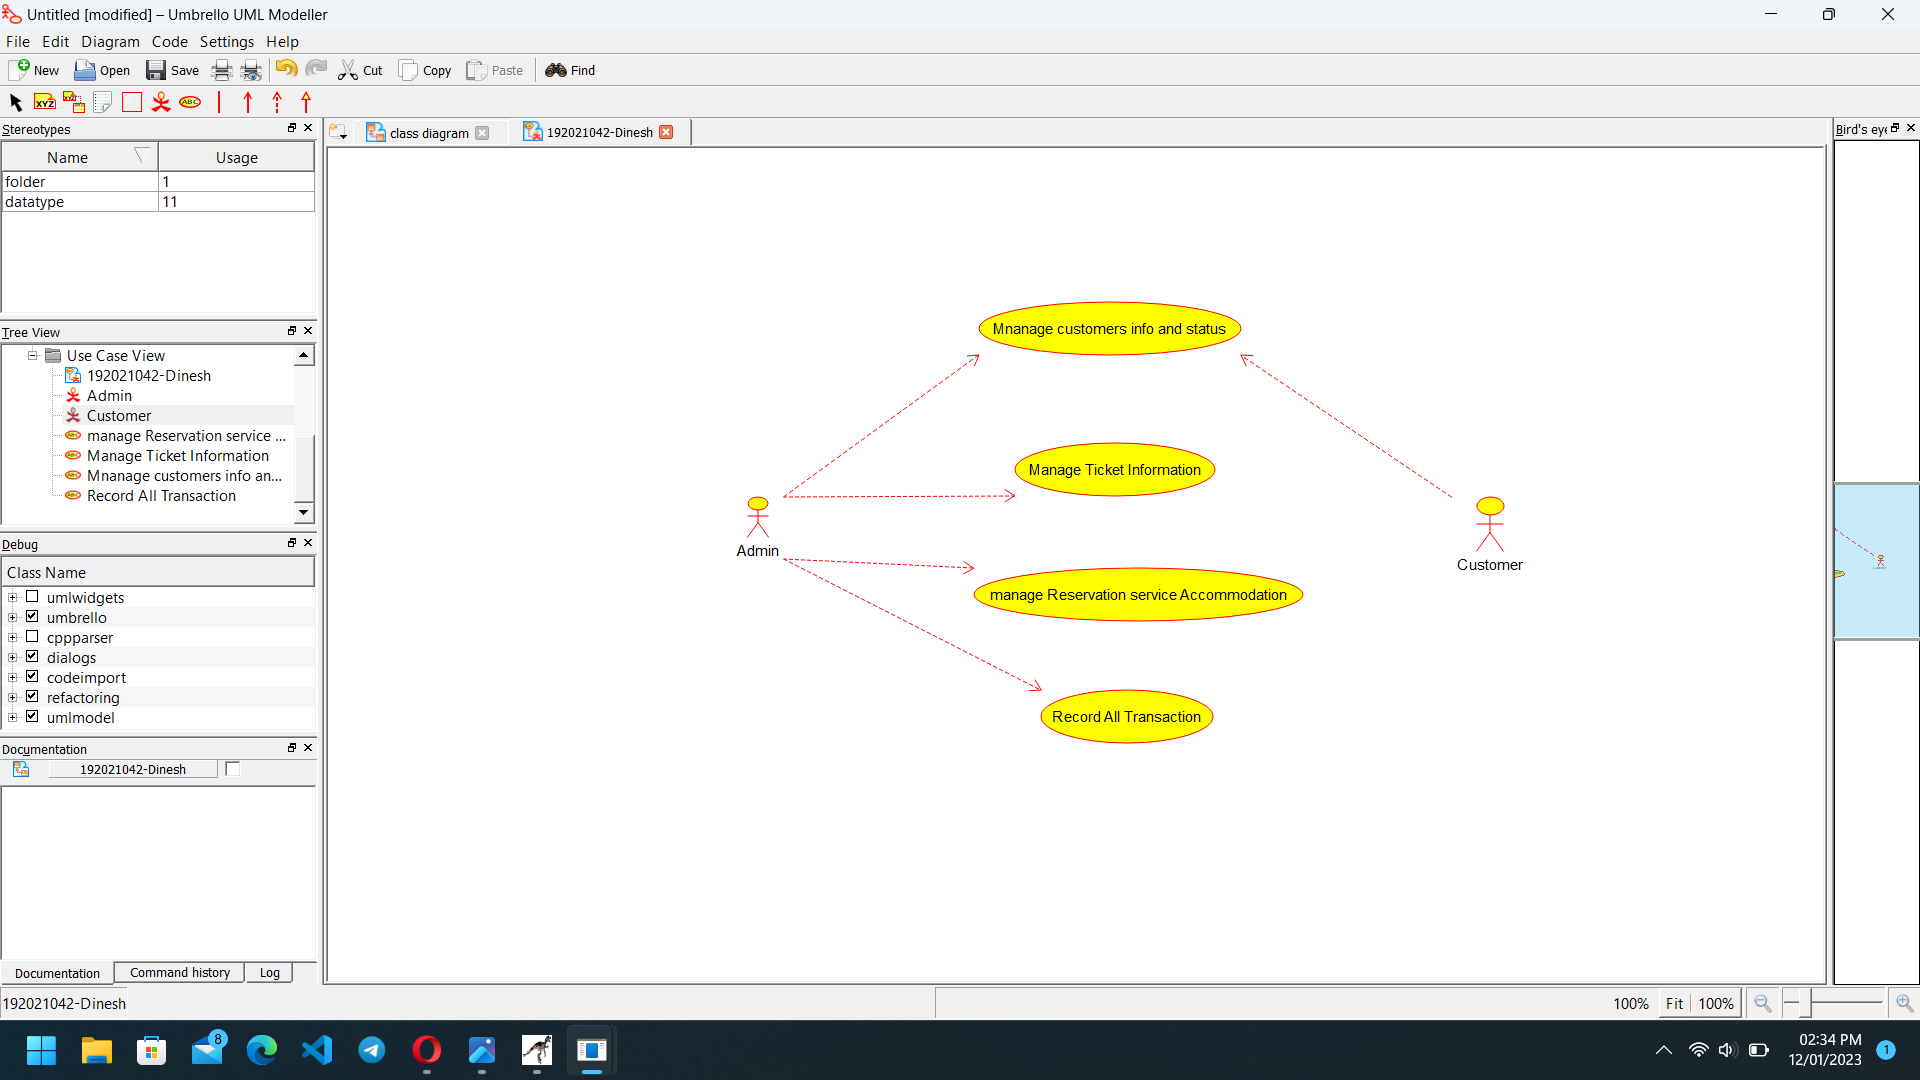 Untitled [modified] – Umbrello UML Modeller
File Edit Diagram Code Settings Help
New Open Save Cut Copy Paste Find
XYZ XYZ ABC
Stereotypes
Name Usage
folder 1
datatype 11
Tree View
Use Case View
192021042-Dinesh
Admin
Customer
manage Reservation service ...
Manage Ticket Information
Mnanage customers info an...
Record All Transaction
Debug
Class Name
umlwidgets
umbrello
cppparser
dialogs
codeimport
refactoring
umlmodel
Documentation
192021042-Dinesh
Documentation Command history Log
class diagram 192021042-Dinesh
Mnanage customers info and status
Manage Ticket Information
Admin
Customer
manage Reservation service Accommodation
Record All Transaction
Bird's eye
192021042-Dinesh
100% Fit 100%
8
02:34 PM
12/01/2023
1